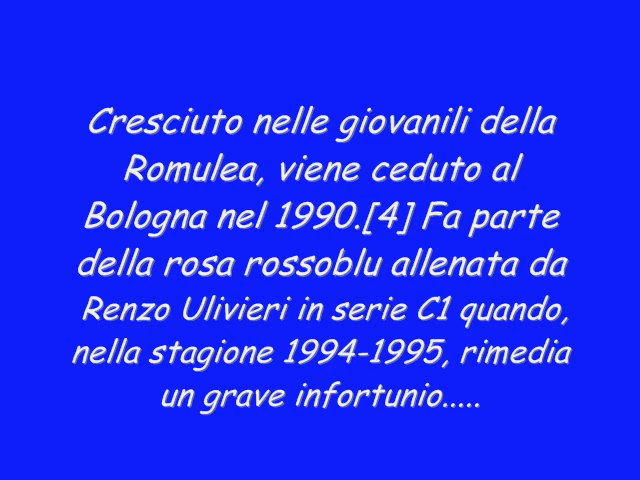 Cresciuto nelle giovanili della
Romulea, viene ceduto al
Bologna nel 1990.[4] Fa parte
della rosa rossoblu allenata da
Renzo Ulivieri in serie C1 quando,
nella stagione 1994-1995, rimedia
un grave infortunio.....